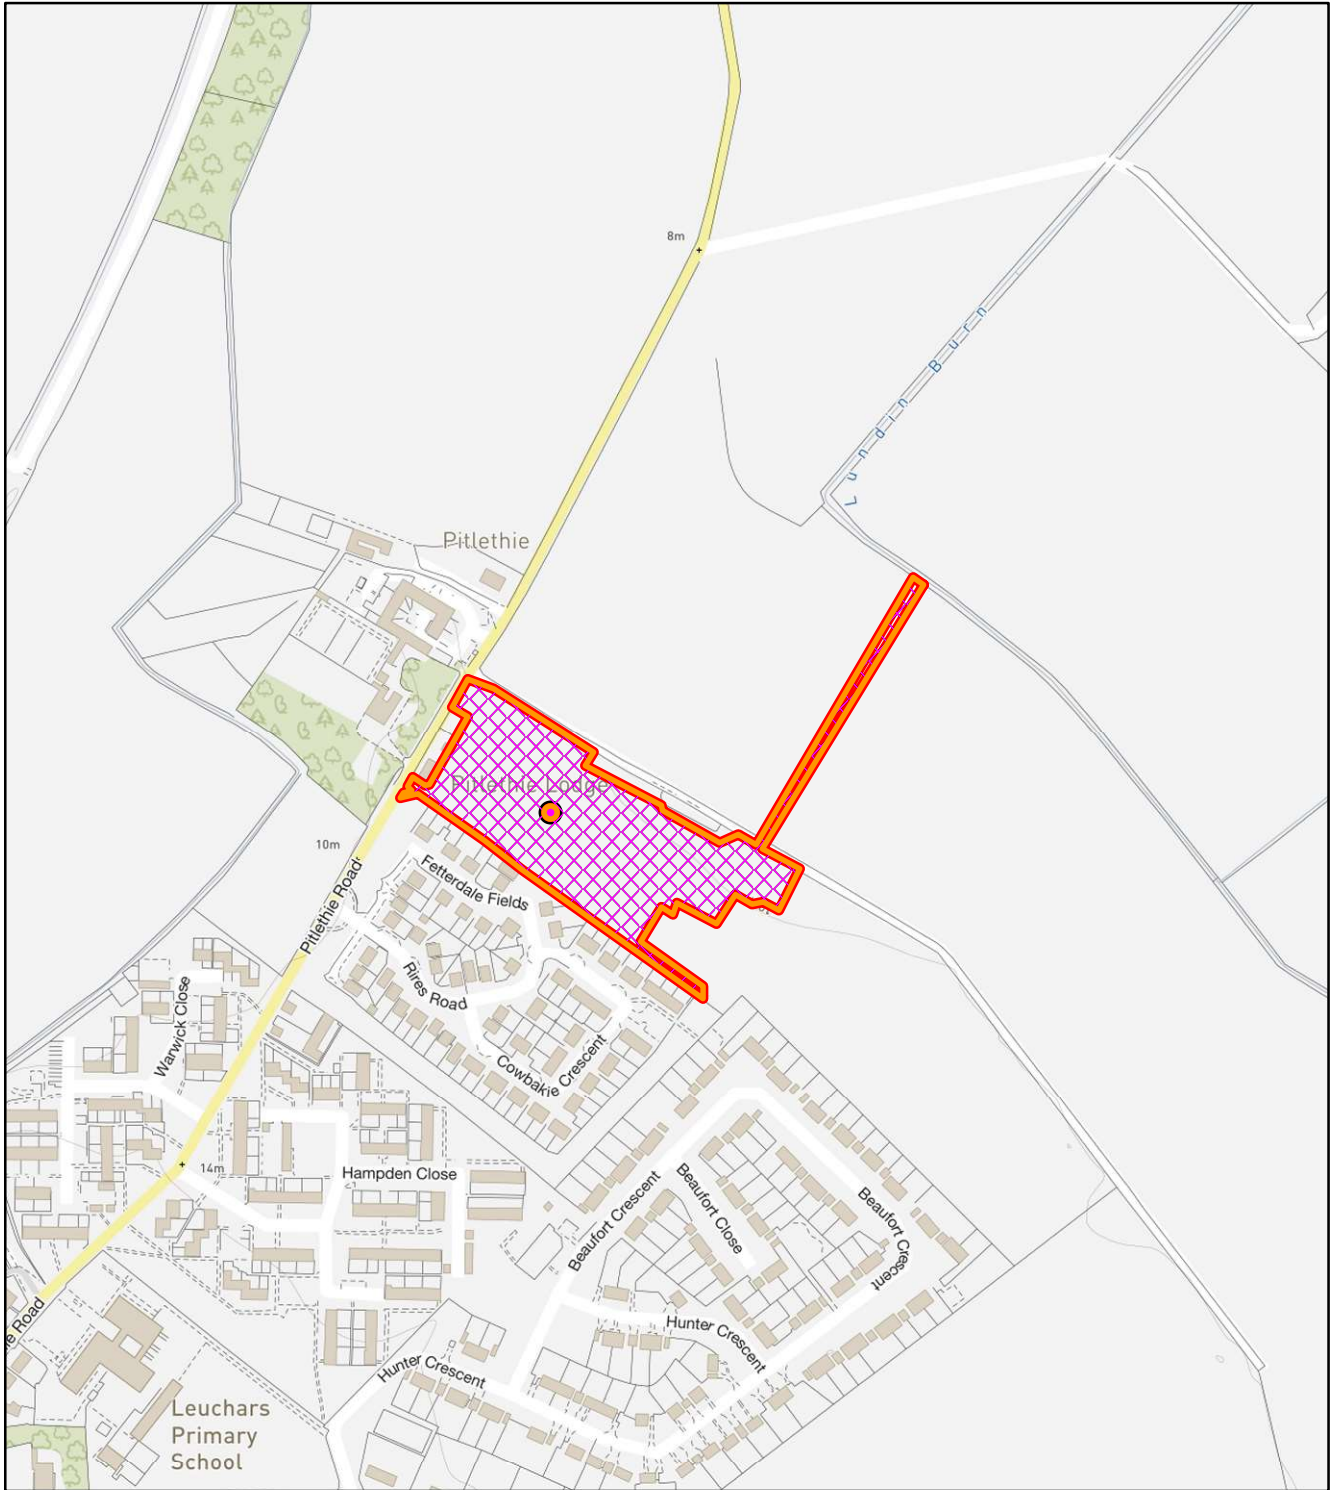 8m
Lundin Burn
Pitlethie
Pitlethie Lodge
10m
Fetterdale Fields
Pitlethie Road
Rires Road
Warwick Close
Cowbakie Crescent
14m
Hampden Close
Beaufort Crescent
Beaufort Close
Beaufort Crescent
Hunter Crescent
Hunter Crescent
ie Road
Leuchars
Primary
School